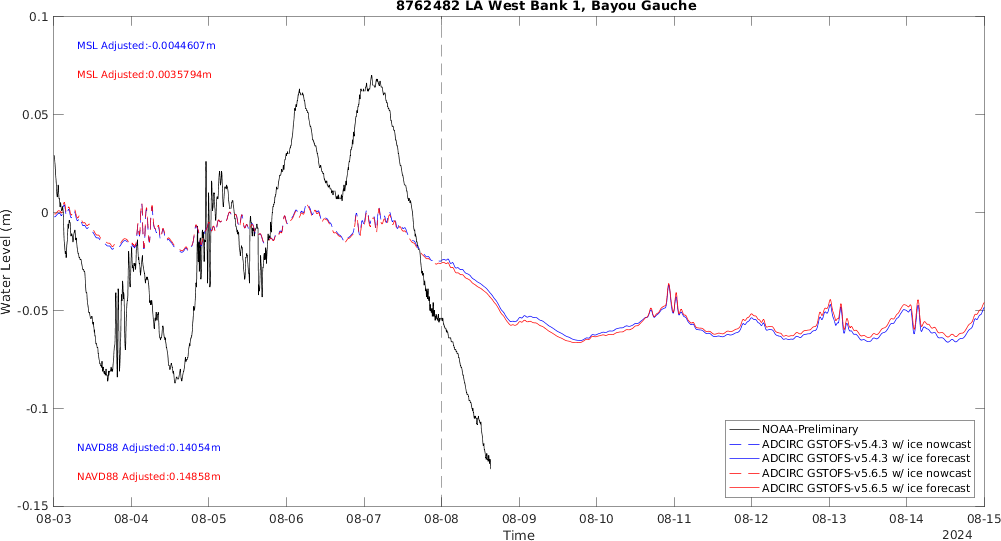 8762482 LA West Bank 1, Bayou Gauche
0.1
MSL Adjusted:-0.0044607m
MSL Adjusted:0.0035794m
0.05
0
Water Level (m)
-0.05
-0.1
NAVD88 Adjusted:0.14054m
NAVD88 Adjusted:0.14858m
-0.15
NOAA-Preliminary
ADCIRC GSTOFS-v5.4.3 w/ ice nowcast
ADCIRC GSTOFS-v5.4.3 w/ ice forecast
ADCIRC GSTOFS-v5.6.5 w/ ice nowcast
ADCIRC GSTOFS-v5.6.5 w/ ice forecast
08-03 08-04 08-05 08-06 08-07 08-08 08-09 08-10 08-11 08-12 08-13 08-14 08-15
Time
2024